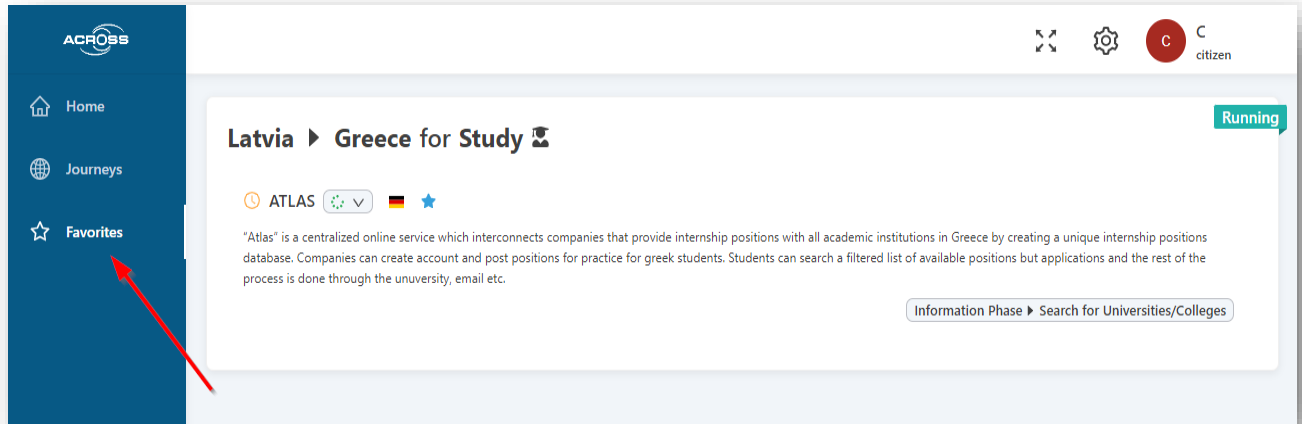 ACROSS
C
C
citizen
Home
Journeys
Favorites
Running
Latvia Greece for Study
ATLAS
"Atlas" is a centralized online service which interconnects companies that provide internship positions with all academic institutions in Greece by creating a unique internship positions
database. Companies can create account and post positions for practice for greek students. Students can search a filtered list of available positions but applications and the rest of the
process is done through the unuversity, email etc.
Information Phase Search for Universities/Colleges